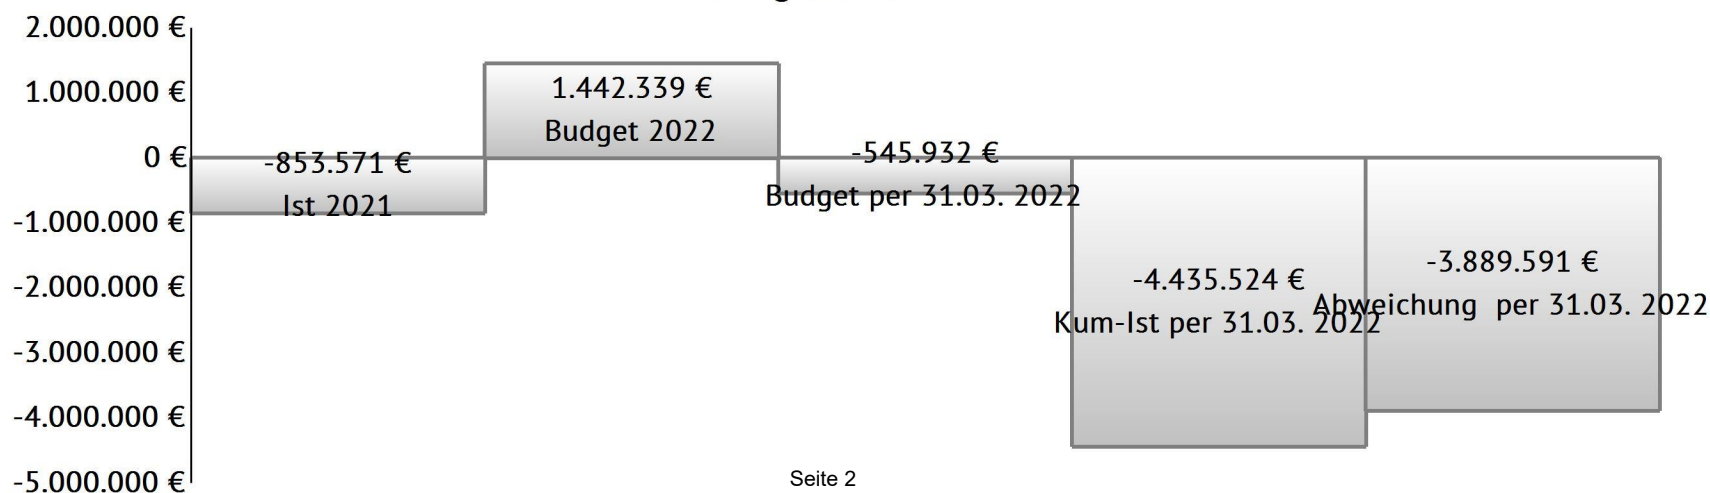 2.000.000 €
1.000.000 €
0 €
-1.000.000 €
-2.000.000 €
-3.000.000 €
-4.000.000 €
-5.000.000 €
-853.571 €
Ist 2021
1.442.339 €
Budget 2022
-545.932 €
Budget per 31.03. 2022
-4.435.524 €
Kum-Ist per 31.03. 2022
-3.889.591 €
Abweichung  per 31.03. 2022
Seite 2